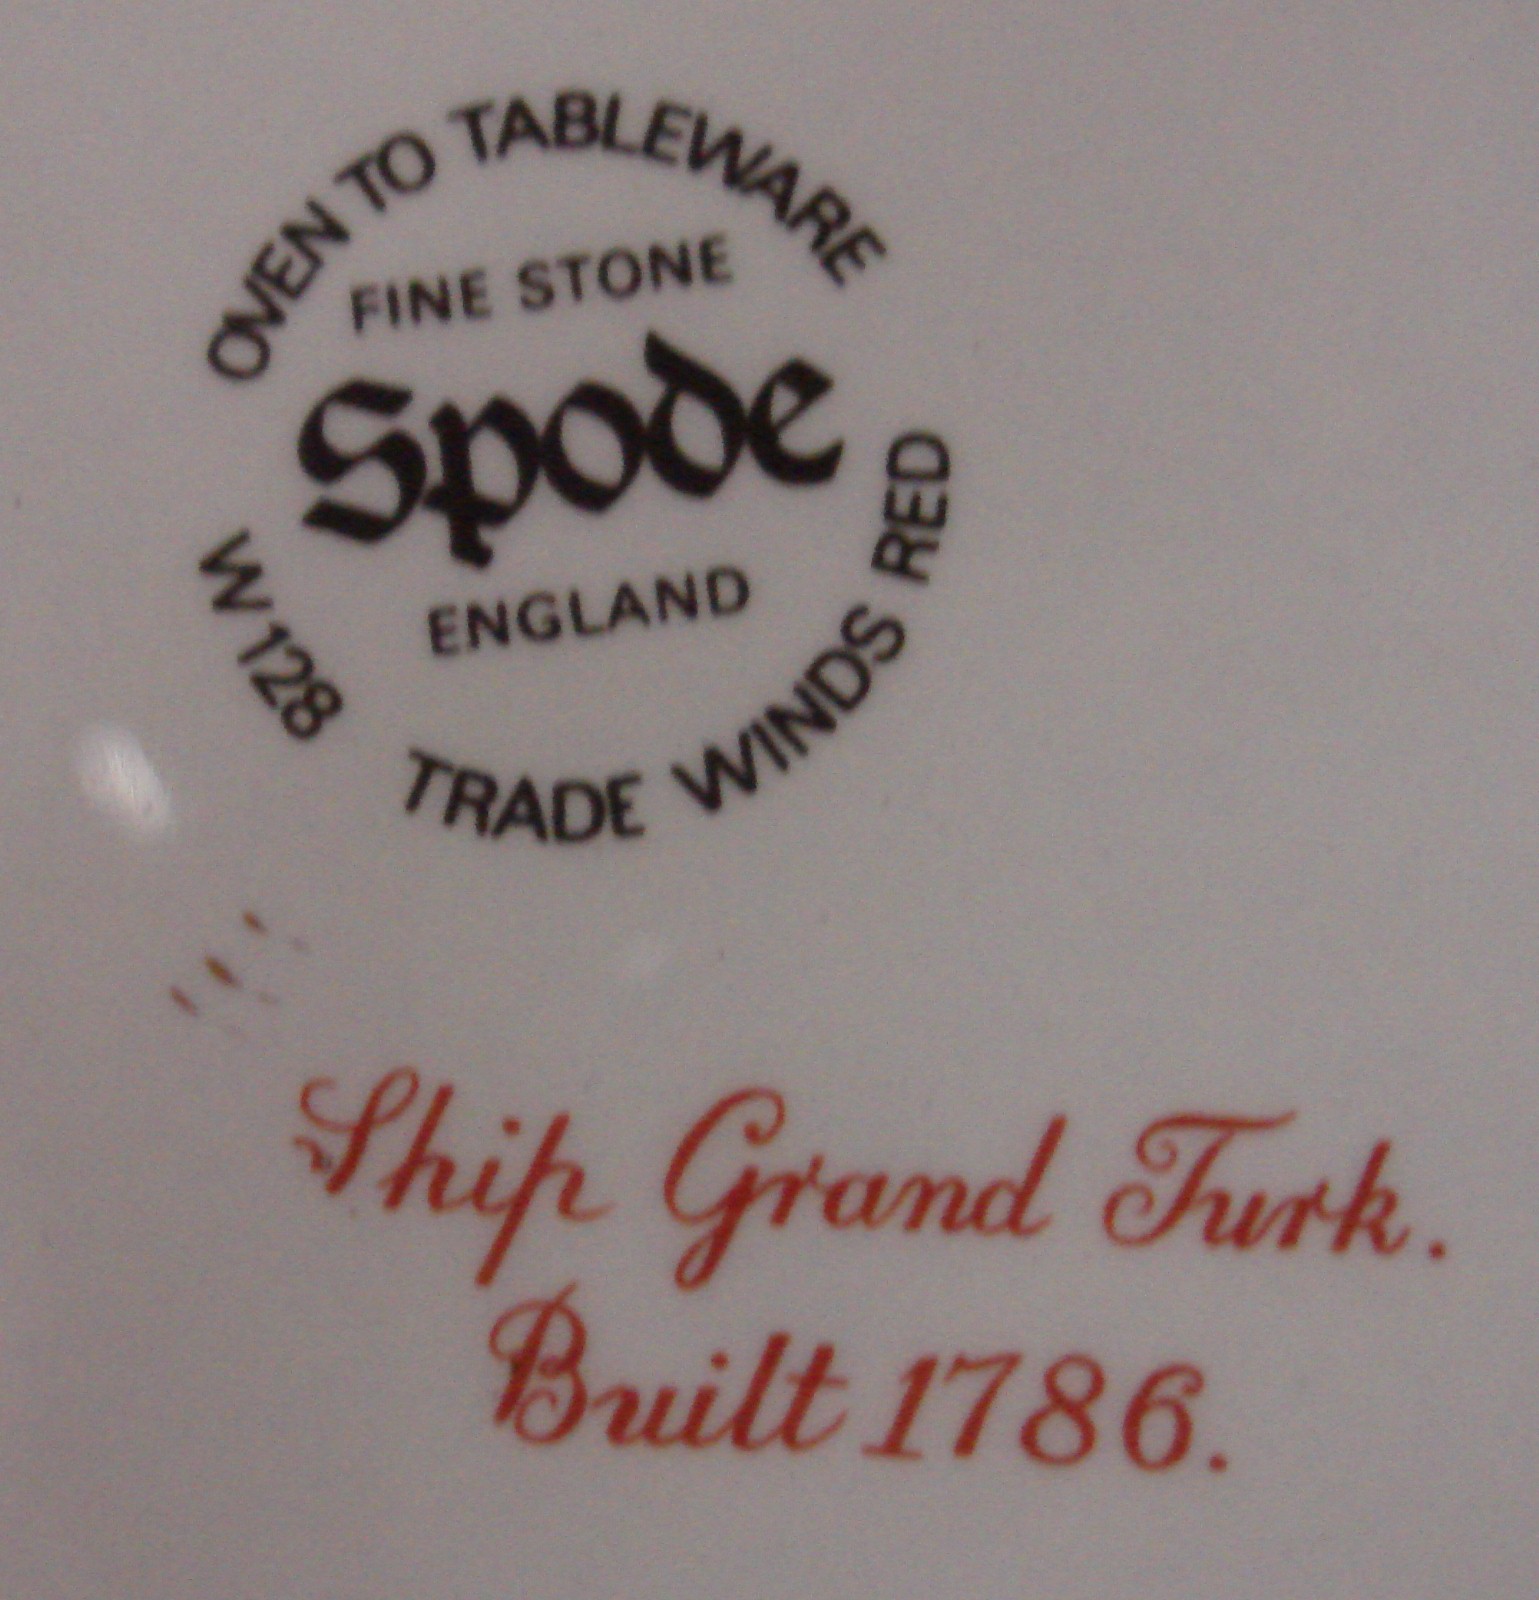 OVEN TO TABLEWARE
FINE STONE
Spode
ENGLAND
W 128
TRADE WINDS RED
Ship Grand Turk.
Built 1786.